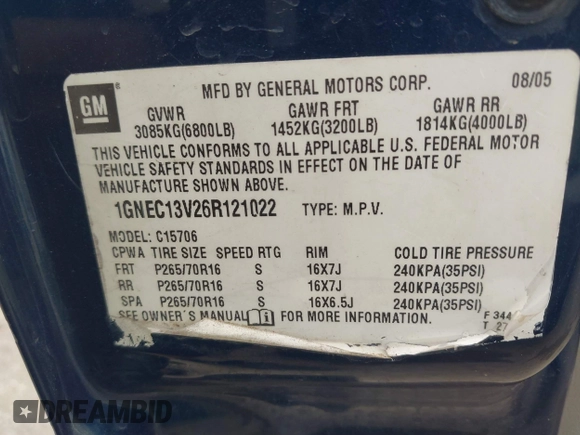 GM
MFD BY GENERAL MOTORS CORP. 08/05
GVWR GAWR FRT GAWR RR
3085KG(6800LB) 1452KG(3200LB) 1814KG(4000LB)
THIS VEHICLE CONFORMS TO ALL APPLICABLE U.S. FEDERAL MOTOR
VEHICLE SAFETY STANDARDS IN EFFECT ON THE DATE OF
MANUFACTURE SHOWN ABOVE.
1GNEC13V26R121022 TYPE: M.P.V.
MODEL: C15706
CPWA TIRE SIZE SPEED RTG RIM COLD TIRE PRESSURE
FRT P265/70R16 S 16X7J 240KPA(35PSI)
RR P265/70R16 S 16X7J 240KPA(35PSI)
SPA P265/70R16 S 16X6.5J 240KPA(35PSI)
SEE OWNER'S MANUAL FOR MORE INFORMATION. F 344
T 27
DREAMBID